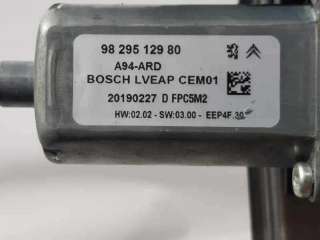 98 295 129 80
A94-ARD
BOSCH LVEAP CEM01
20190227 D FPC5M2
HW:02.02 - SW:03.00 - EEP4F.30